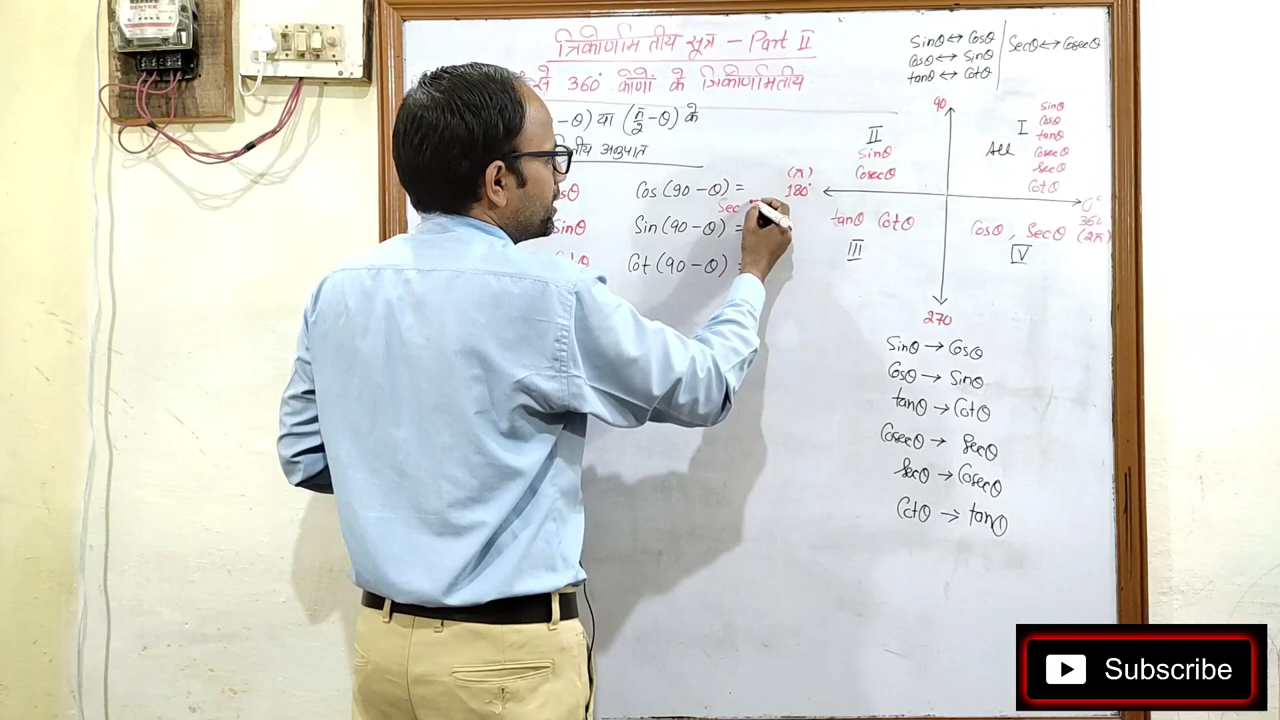 त्रिकोणमितीय सूत्र - Part II
से 360° कोणों के त्रिकोणमितीय
- θ) या (π/2 - θ) के
तीय अनुपात
Cos (90 - θ) =
Sec
Sinθ
Sin (90 - θ) =
Cot (90 - θ) =
Sinθ ↔ Cosθ
Cosθ ↔ Sinθ
tanθ ↔ Cotθ
Secθ ↔ Cosecθ
90
II
Sinθ
Cosecθ
I
All
Sinθ
Cosθ
tanθ
Cosecθ
Secθ
Cotθ
(π)
180°
0°
360
(2π)
tanθ Cotθ
III
Cosθ, Secθ
IV
270
Sinθ → Cosθ
Cosθ → Sinθ
tanθ → Cotθ
Cosecθ → Secθ
Secθ → Cosecθ
Cotθ → tanθ
Subscribe